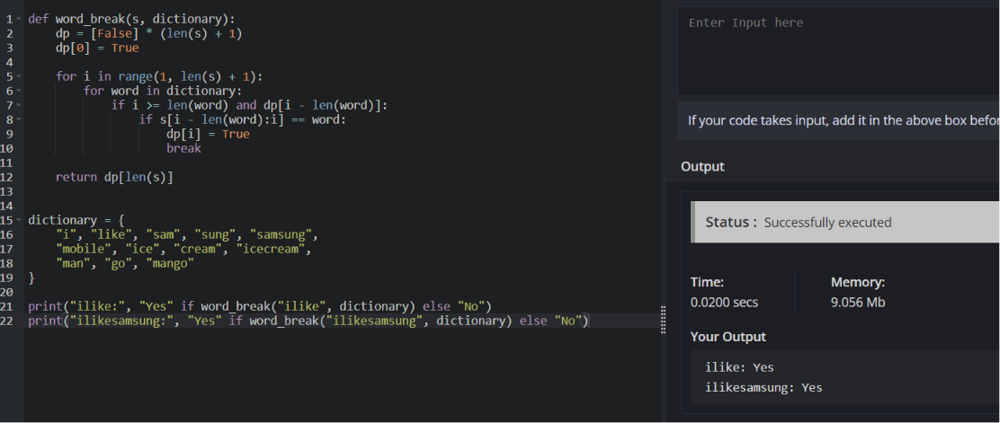 1 def word_break(s, dictionary):
2     dp = [False] * (len(s) + 1)
3     dp[0] = True
4
5     for i in range(1, len(s) + 1):
6         for word in dictionary:
7             if i >= len(word) and dp[i - len(word)]:
8                 if s[i - len(word):i] == word:
9                     dp[i] = True
10                     break
11
12     return dp[len(s)]
13
14
15 dictionary = {
16     "i", "like", "sam", "sung", "samsung",
17     "mobile", "ice", "cream", "icecream",
18     "man", "go", "mango"
19 }
20
21 print("ilike:", "Yes" if word_break("ilike", dictionary) else "No")
22 print("ilikesamsung:", "Yes" if word_break("ilikesamsung", dictionary) else "No")
Enter Input here
If your code takes input, add it in the above box befor
Output
Status : Successfully executed
Time: Memory:
0.0200 secs 9.056 Mb
Your Output
ilike: Yes
ilikesamsung: Yes